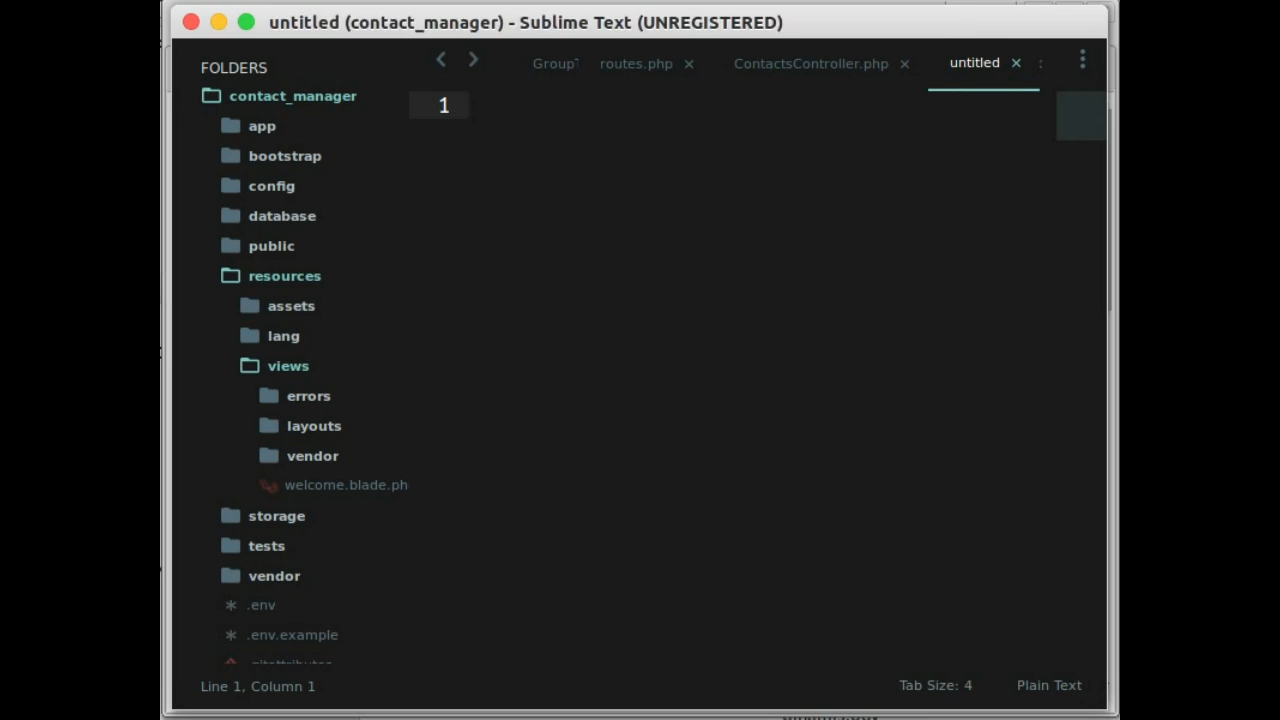 untitled (contact_manager) - Sublime Text (UNREGISTERED)
FOLDERS
contact_manager
app
bootstrap
config
database
public
resources
assets
lang
views
errors
layouts
vendor
welcome.blade.ph
storage
tests
vendor
.env
.env.example
GroupT routes.php × ContactsController.php × untitled ×
1
Line 1, Column 1 Tab Size: 4 Plain Text